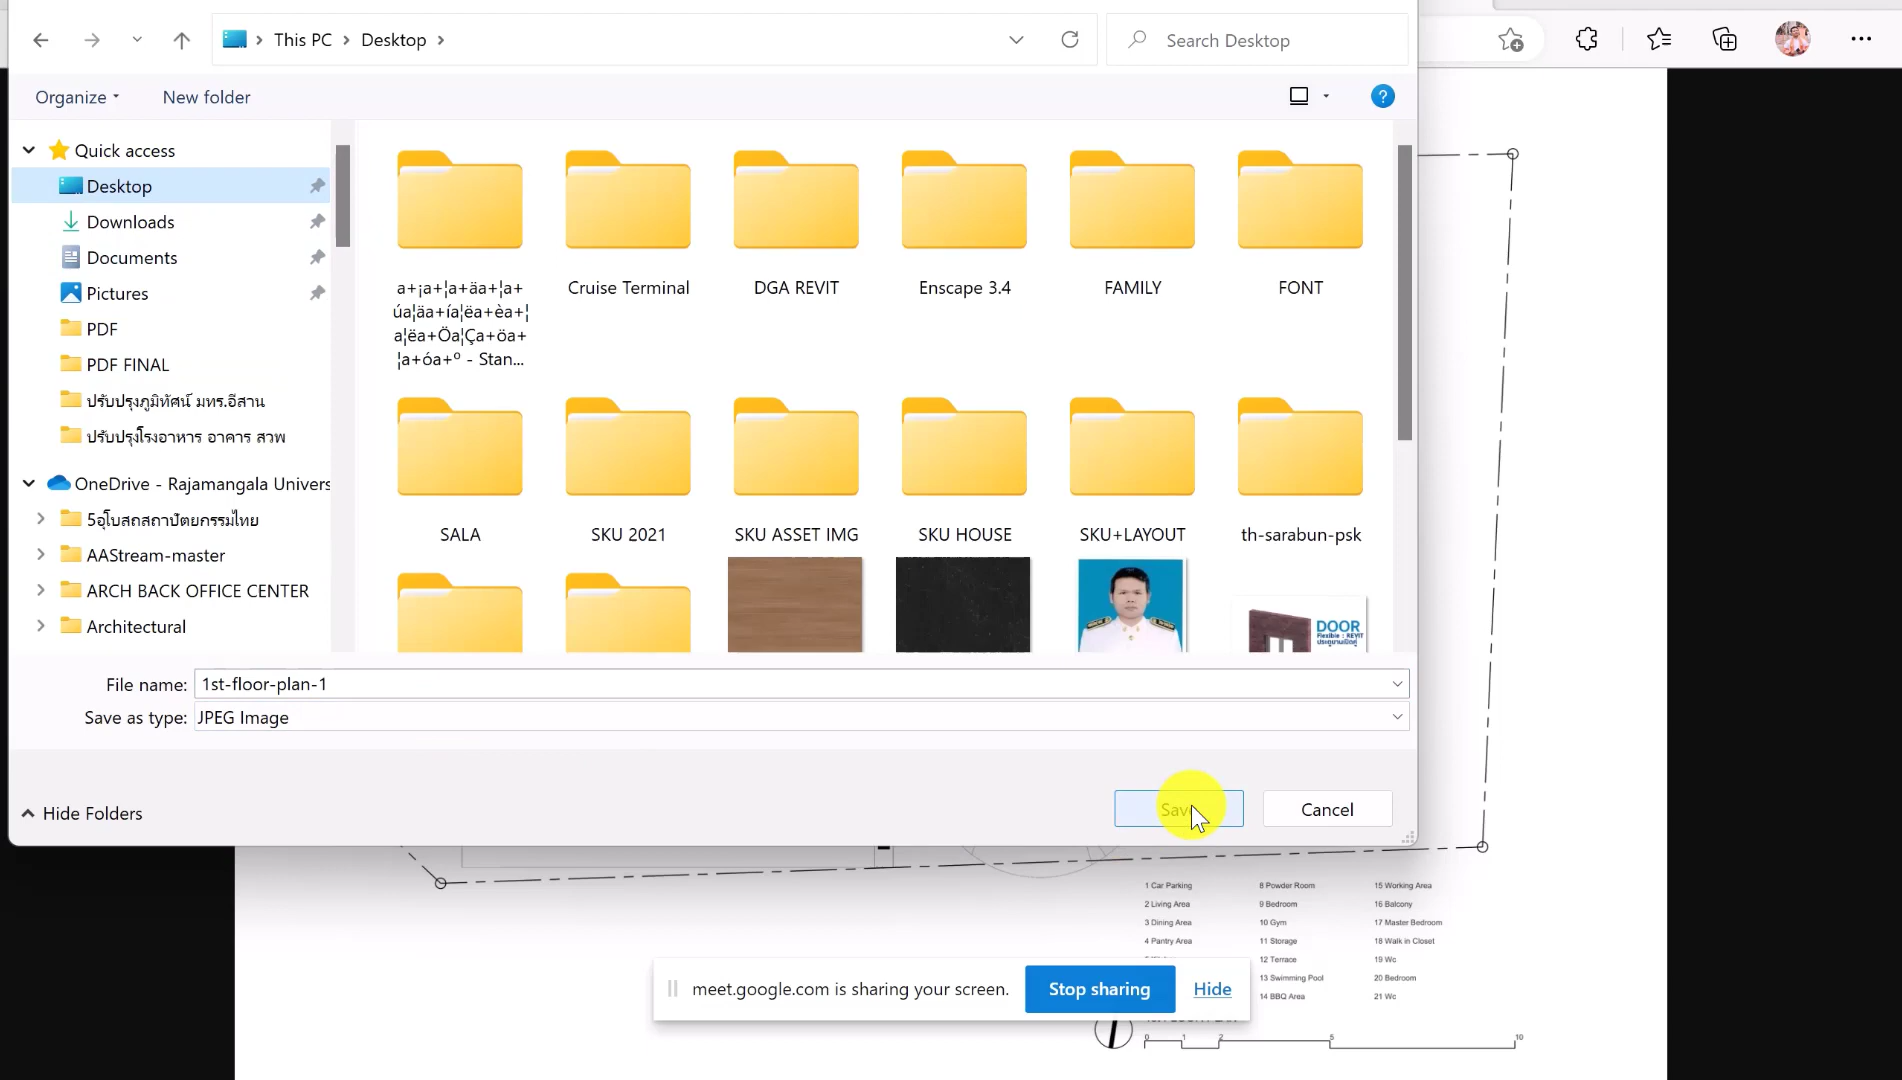 This PC
Desktop
Search Desktop
Organize
New folder
?
Quick access
Desktop
Downloads
Documents
Pictures
PDF
PDF FINAL
ปรับปรุงภูมิทัศน์ มทร.อีสาน
ปรับปรุงโรงอาหาร อาคาร สวพ
OneDrive - Rajamangala Univers
5อุโบสถสถาปัตยกรรมไทย
AAStream-master
ARCH BACK OFFICE CENTER
Architectural
a+¡a+¦a+äa+¦a+
úa¦äa+ía¦ëa+èa+¦
a¦ëa+Öa¦Ça+öa+
¦a+óa+º - Stan...
Cruise Terminal
DGA REVIT
Enscape 3.4
FAMILY
FONT
SALA
SKU 2021
SKU ASSET IMG
SKU HOUSE
SKU+LAYOUT
th-sarabun-psk
DOOR
Flexible : REVIT
File name: 1st-floor-plan-1
Save as type: JPEG Image
Hide Folders
Save
Cancel
1 Car Parking
2 Living Area
3 Dining Area
4 Pantry Area
8 Powder Room
9 Bedroom
10 Gym
11 Storage
12 Terrace
13 Swimming Pool
14 BBQ Area
15 Working Area
16 Balcony
17 Master Bedroom
18 Walk in Closet
19 Wc
20 Bedroom
21 Wc
meet.google.com is sharing your screen.
Stop sharing
Hide
0 1 2 5 10